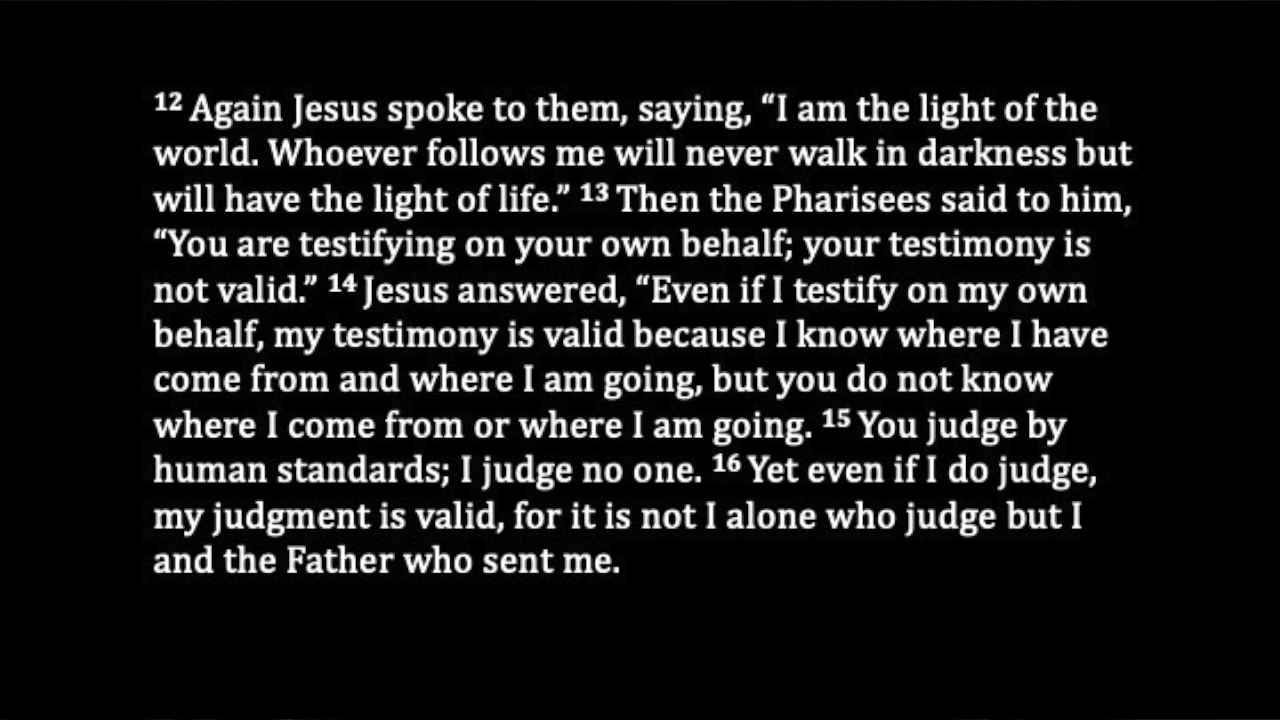 12 Again Jesus spoke to them, saying, “I am the light of the
world. Whoever follows me will never walk in darkness but
will have the light of life.” 13 Then the Pharisees said to him,
“You are testifying on your own behalf; your testimony is
not valid.” 14 Jesus answered, “Even if I testify on my own
behalf, my testimony is valid because I know where I have
come from and where I am going, but you do not know
where I come from or where I am going. 15 You judge by
human standards; I judge no one. 16 Yet even if I do judge,
my judgment is valid, for it is not I alone who judge but I
and the Father who sent me.